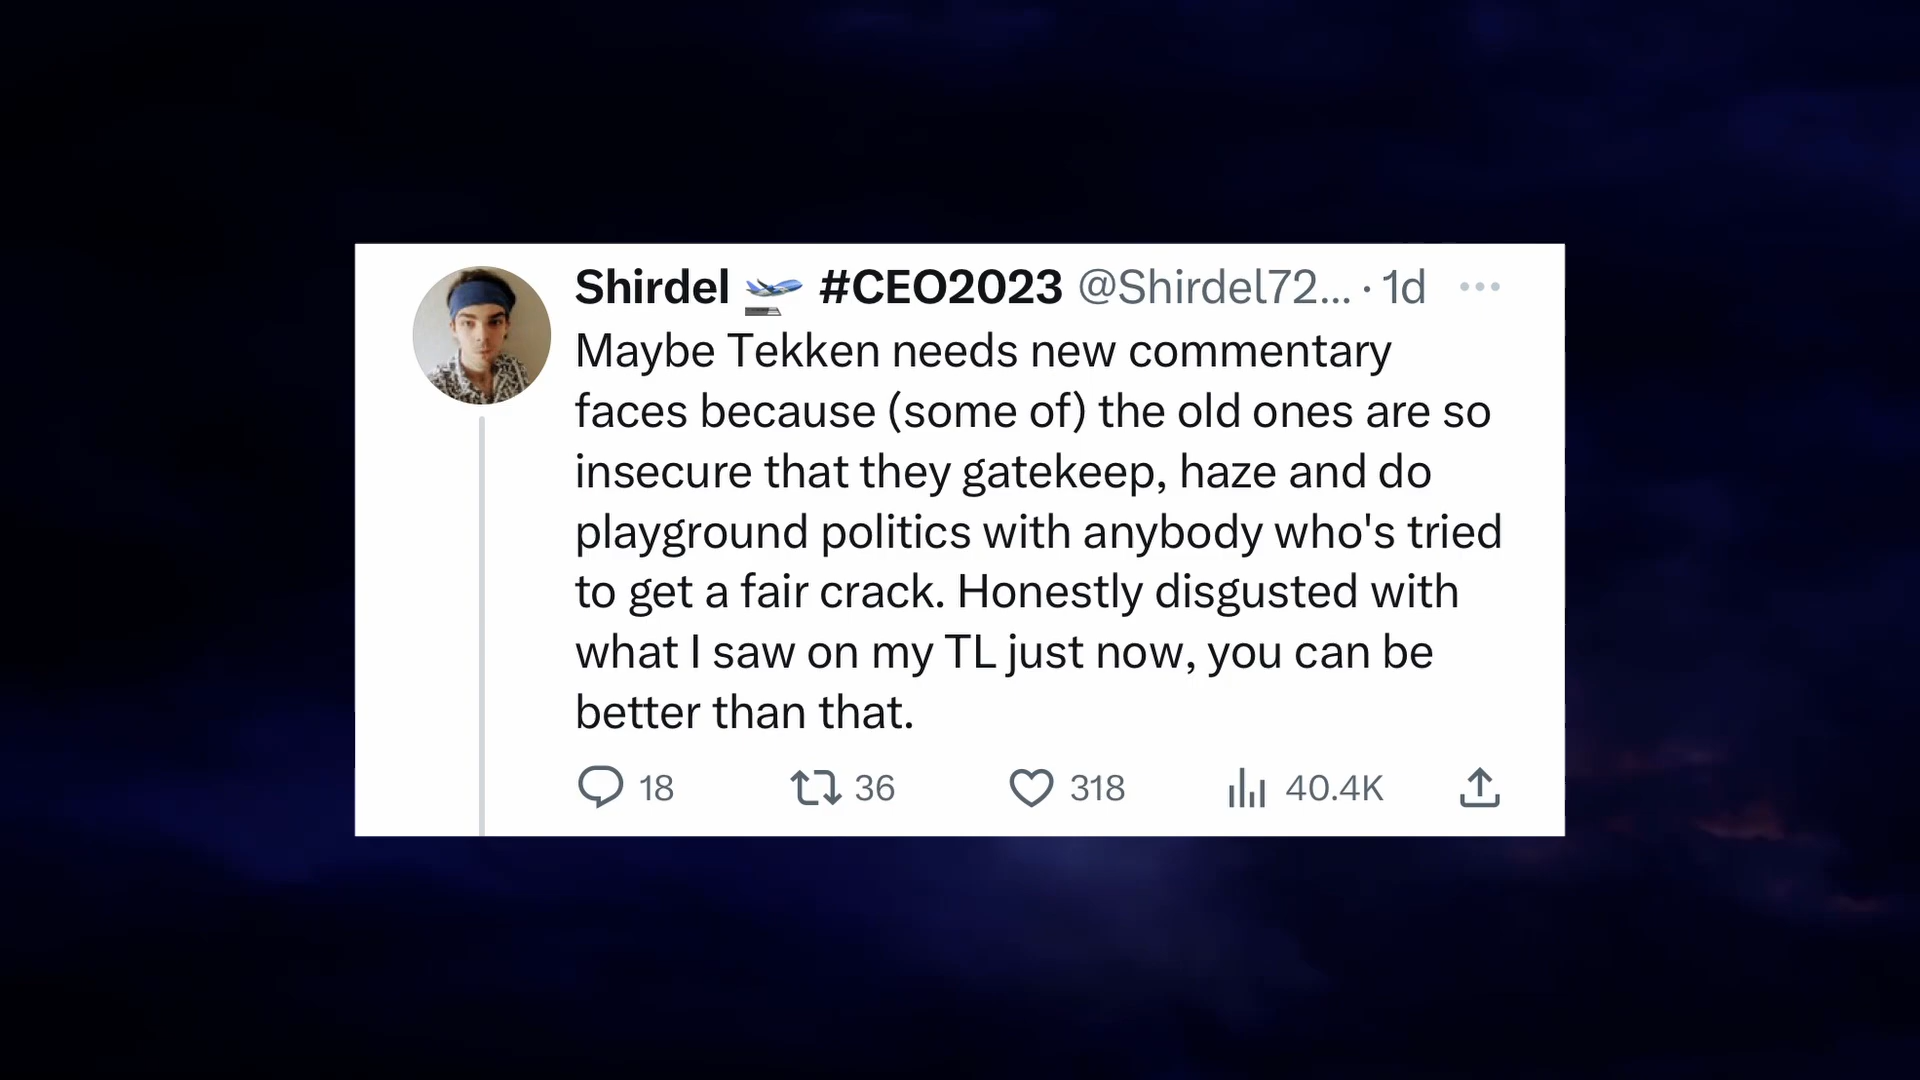 Shirdel 🛫 #CEO2023 @Shirdel72... · 1d
Maybe Tekken needs new commentary
faces because (some of) the old ones are so
insecure that they gatekeep, haze and do
playground politics with anybody who's tried
to get a fair crack. Honestly disgusted with
what I saw on my TL just now, you can be
better than that.
18 36 318 40.4K